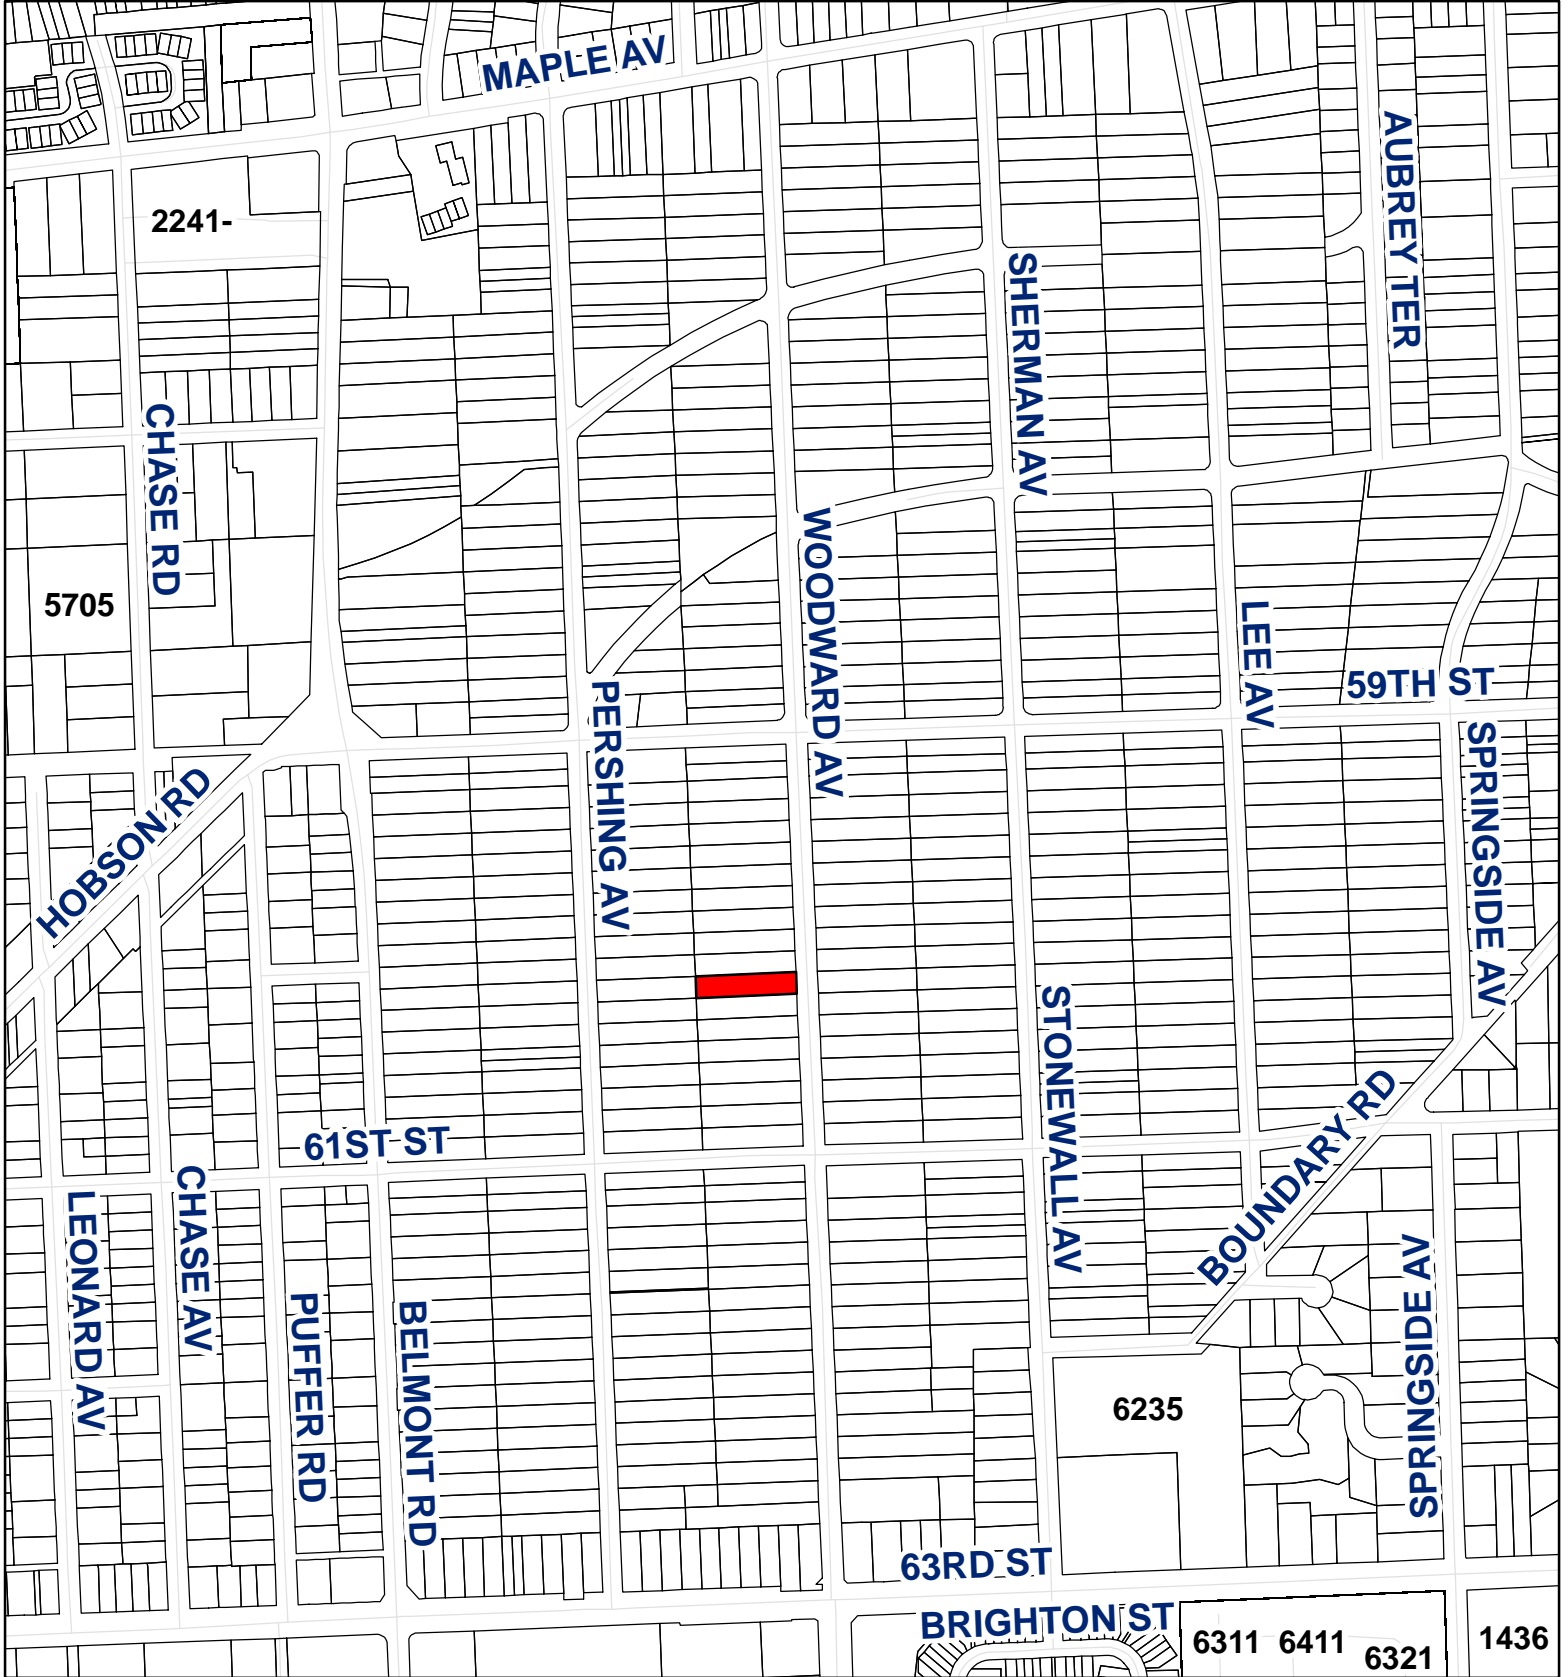 MAPLE AV
AUBREY TER
2241-
SHERMAN AV
CHASE RD
WOODWARD AV
5705
LEE AV
59TH ST
PERSHING AV
SPRINGSIDE AV
HOBSON RD
STONEWALL AV
BOUNDARY RD
61ST ST
CHASE AV
LEONARD AV
SPRINGSIDE AV
PUFFER RD
BELMONT RD
6235
63RD ST
BRIGHTON ST
6311 6411 6321 1436